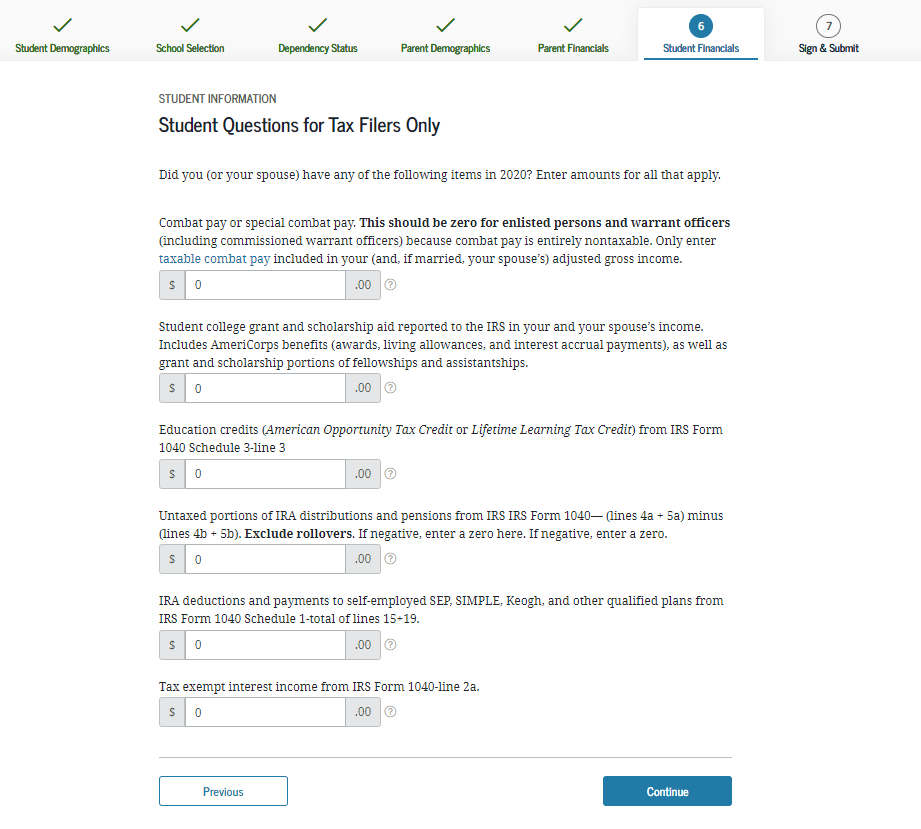 Student Demographics
School Selection
Dependency Status
Parent Demographics
Parent Financials
6
Student Financials
7
Sign & Submit
STUDENT INFORMATION
Student Questions for Tax Filers Only
Did you (or your spouse) have any of the following items in 2020? Enter amounts for all that apply.
Combat pay or special combat pay. This should be zero for enlisted persons and warrant officers
(including commissioned warrant officers) because combat pay is entirely nontaxable. Only enter
taxable combat pay included in your (and, if married, your spouse's) adjusted gross income.
$ 0 .00 ?
Student college grant and scholarship aid reported to the IRS in your and your spouse's income.
Includes AmeriCorps benefits (awards, living allowances, and interest accrual payments), as well as
grant and scholarship portions of fellowships and assistantships.
$ 0 .00 ?
Education credits (American Opportunity Tax Credit or Lifetime Learning Tax Credit) from IRS Form
1040 Schedule 3-line 3
$ 0 .00 ?
Untaxed portions of IRA distributions and pensions from IRS IRS Form 1040— (lines 4a + 5a) minus
(lines 4b + 5b). Exclude rollovers. If negative, enter a zero here. If negative, enter a zero.
$ 0 .00 ?
IRA deductions and payments to self-employed SEP, SIMPLE, Keogh, and other qualified plans from
IRS Form 1040 Schedule 1-total of lines 15+19.
$ 0 .00 ?
Tax exempt interest income from IRS Form 1040-line 2a.
$ 0 .00 ?
Previous
Continue